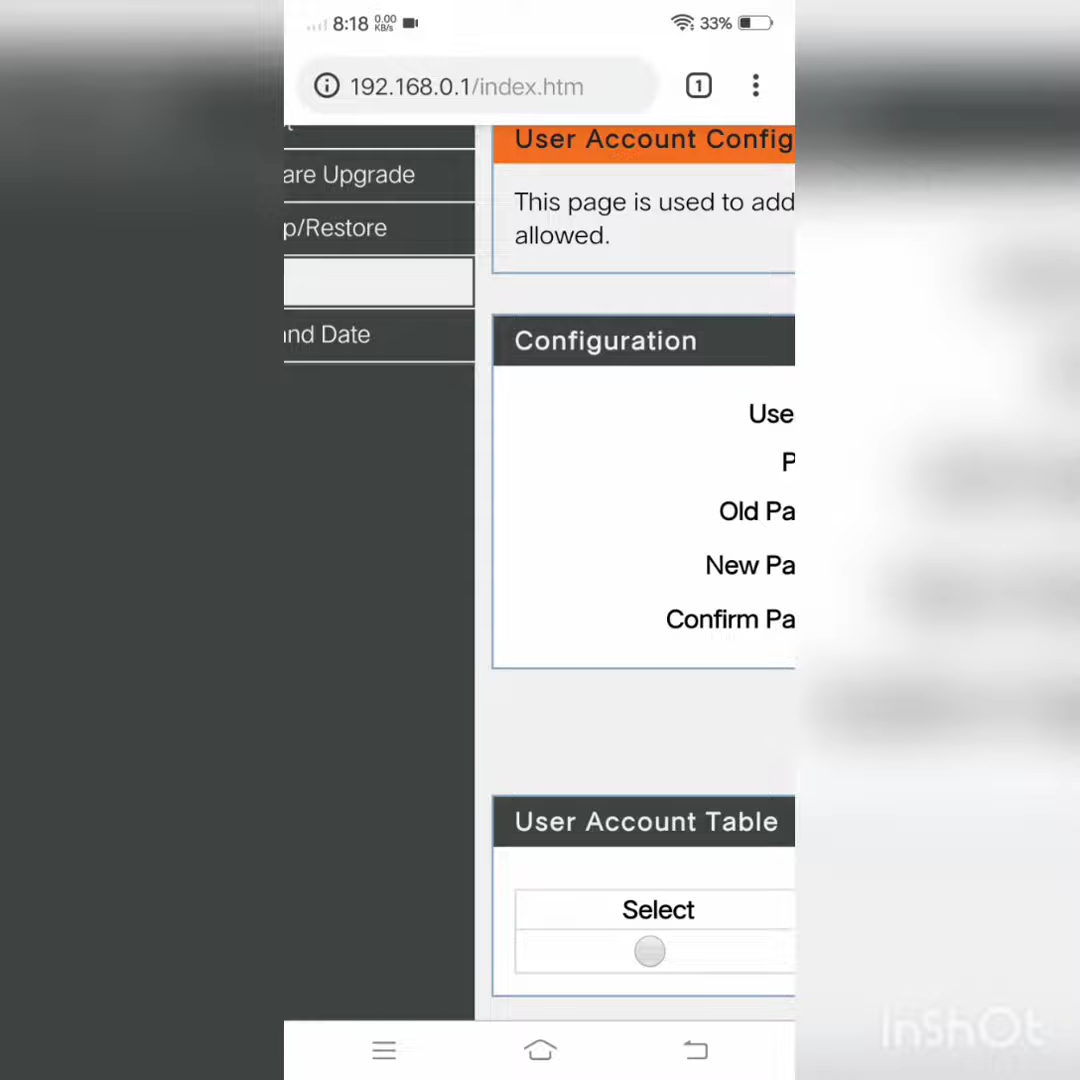 8:18 0.00 KB/s 33%
192.168.0.1/index.htm 1
User Account Config
are Upgrade
This page is used to add
allowed.
p/Restore
and Date
Configuration
Use
P
Old Pa
New Pa
Confirm Pa
User Account Table
Select
InShOt